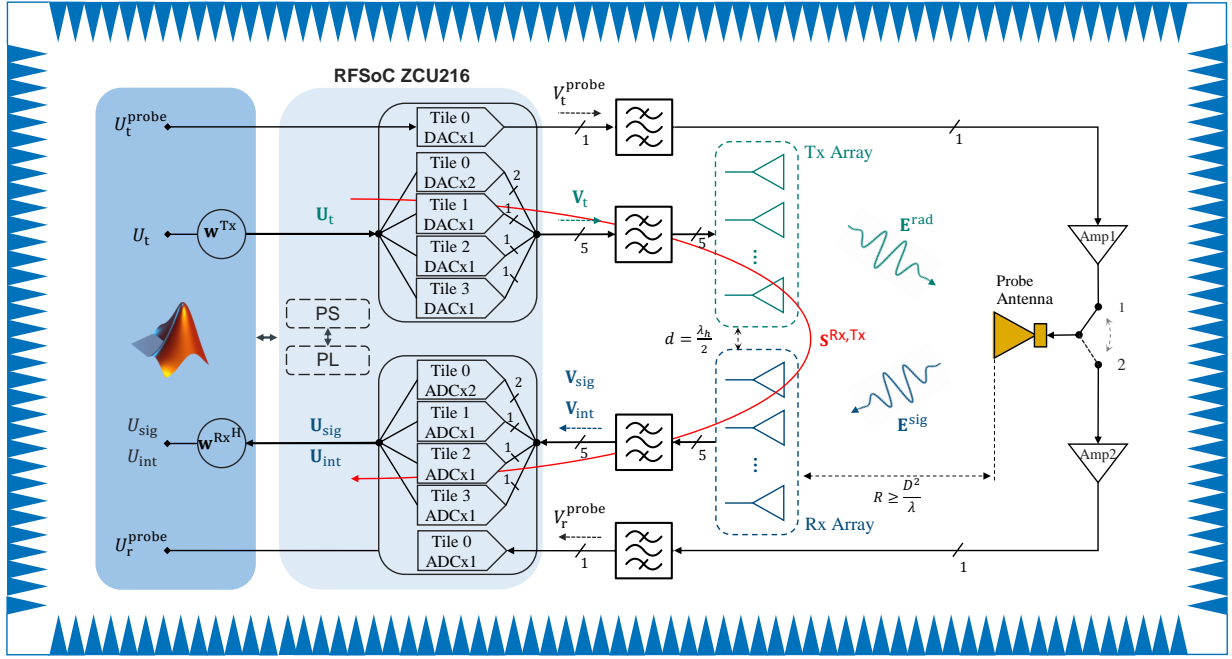 RFSoC ZCU216
U_t^probe
Tile 0
DACx1
V_t^probe
1
1
Tile 0
DACx2
2
Tx Array
U_t
w^Tx
𝐔_t
Tile 1
DACx1
1
𝐕_t
5
5
E^rad
Amp1
Tile 2
DACx1
1
Tile 3
DACx1
1
⋮
Probe
Antenna
1
2
PS
PL
d = λ_h/2
S^Rx,Tx
Tile 0
ADCx2
2
𝐕_sig
𝐕_int
E^sig
U_sig
U_int
w^Rx^H
𝐔_sig
𝐔_int
Tile 1
ADCx1
1
5
5
Tile 2
ADCx1
1
Tile 3
ADCx1
1
⋮
Amp2
R ≥ D²/λ
Rx Array
U_r^probe
Tile 0
ADCx1
V_r^probe
1
1